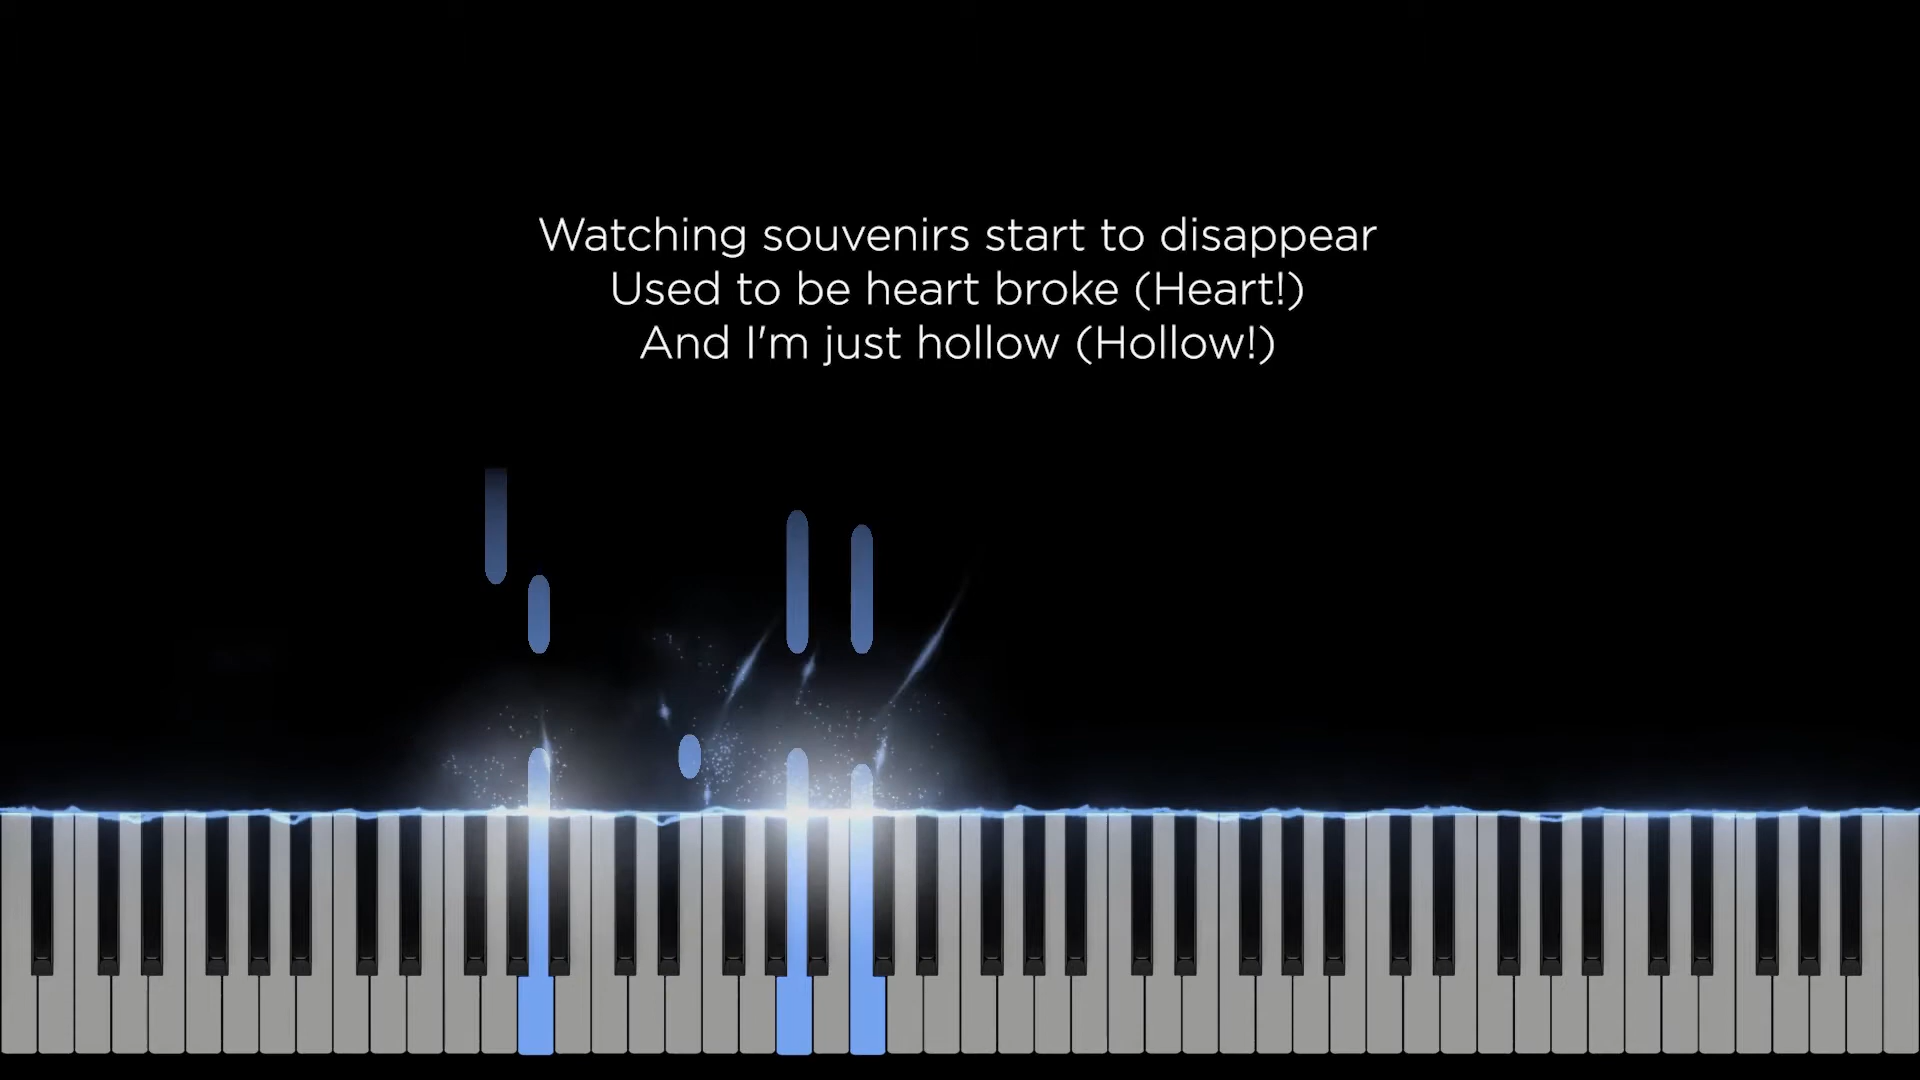 Watching souvenirs start to disappear
Used to be heart broke (Heart!)
And I'm just hollow (Hollow!)